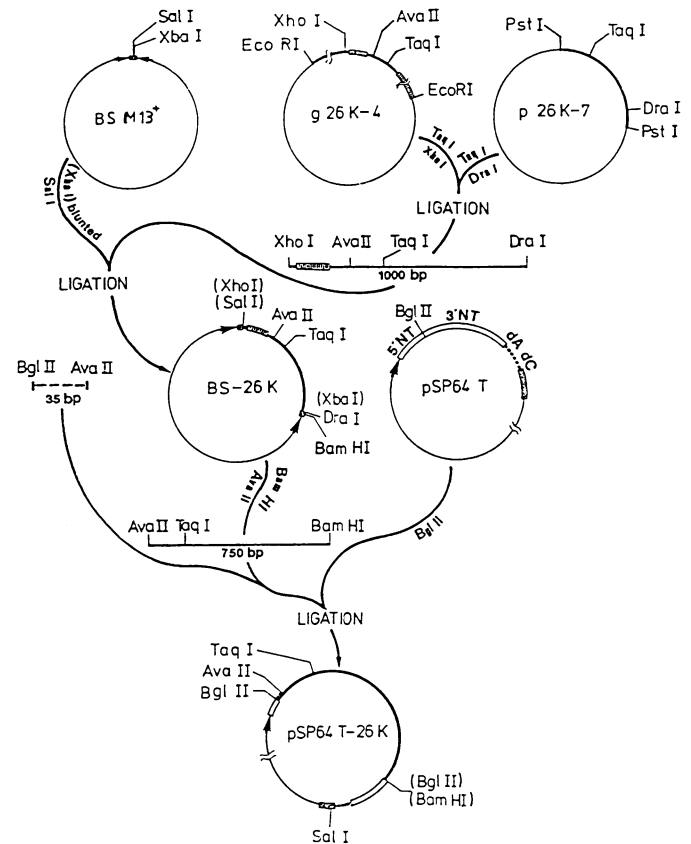 Sal I
Xba I
BS M13+
Xho I
Ava II
Eco RI
Taq I
EcoRI
g 26 K-4
Pst I
Taq I
p 26K-7
Dra I
Pst I
Taq I
Xho I
Taq I
Dra I
LIGATION
(Xba I) blunted
Sal I
Xho I
Ava II
Taq I
Dra I
1000 bp
LIGATION
(Xho I)
(Sal I)
Ava II
Taq I
BS-26 K
(Xba I)
Dra I
Bam HI
Bgl II
3'NT
5'NT
dA dC
pSP64 T
Bgl II Ava II
35 bp
Bam HI
Ava II
Bgl II
Ava II Taq I Bam HI
750 bp
LIGATION
Taq I
Ava II
Bgl II
pSP64 T-26 K
(Bgl II)
(Bam HI)
Sal I